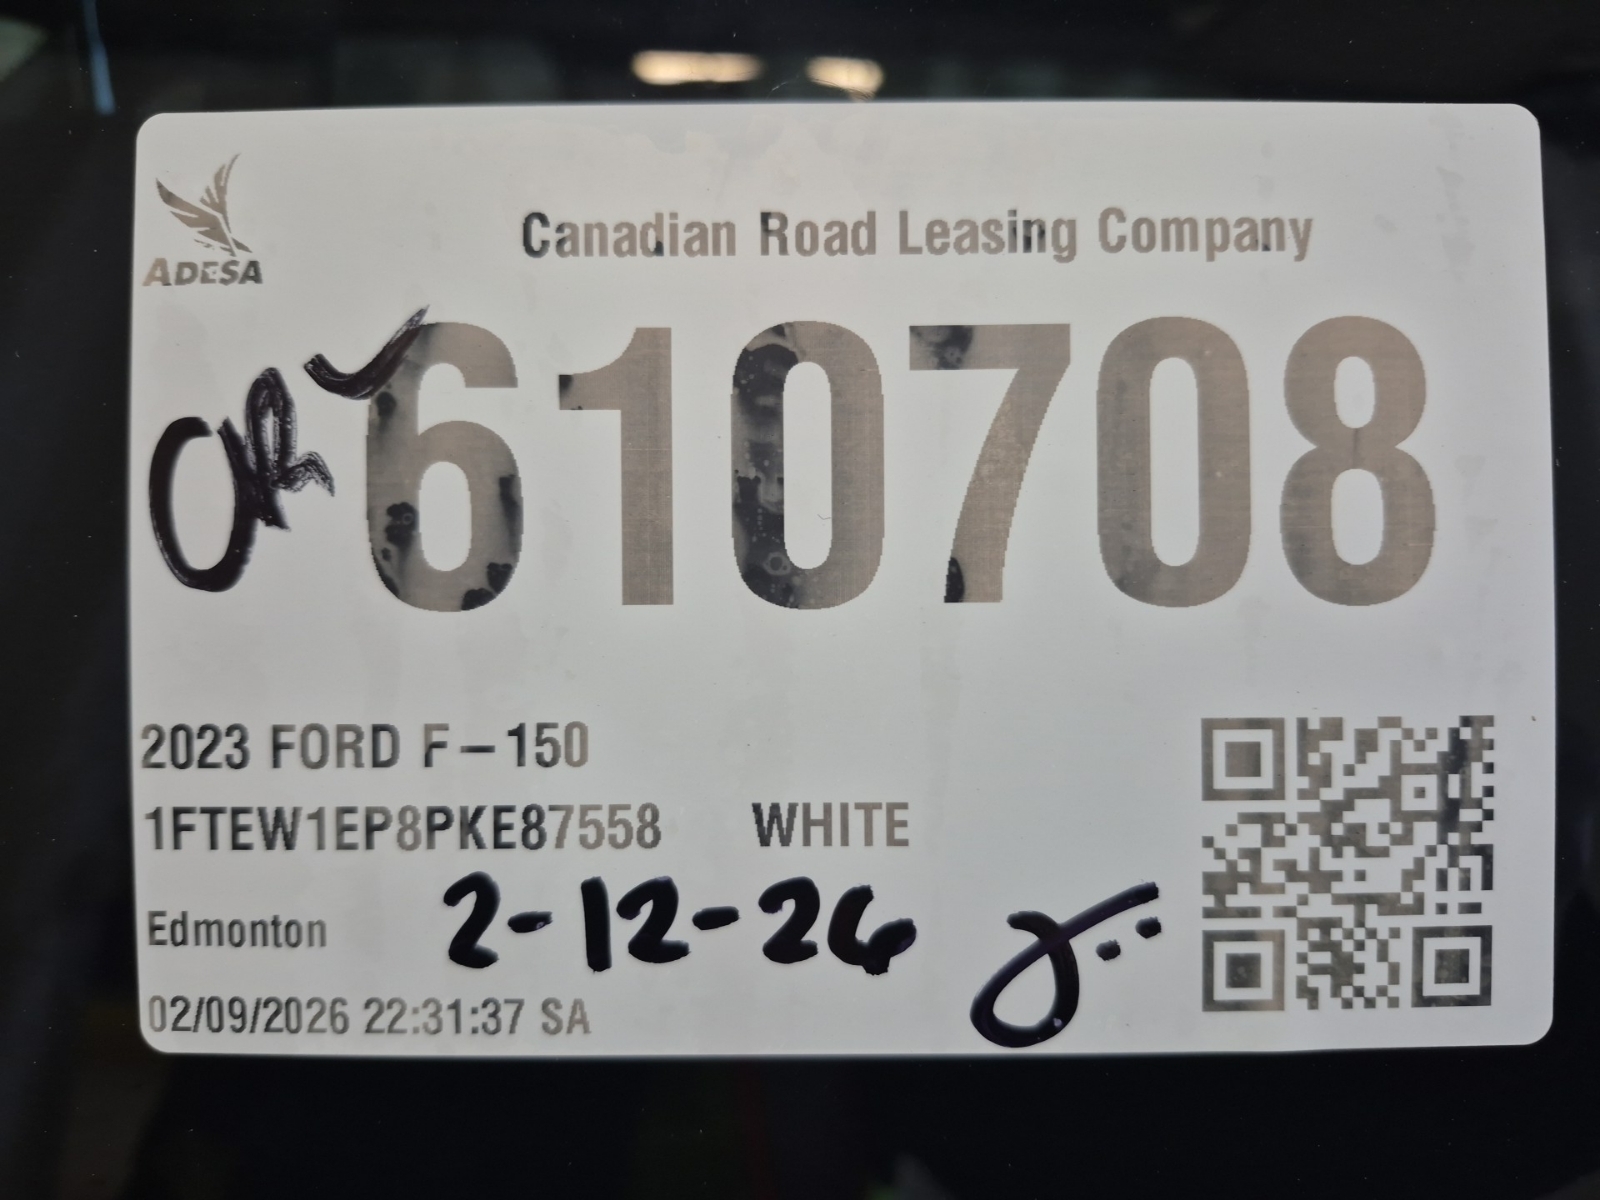 ADESA
Canadian Road Leasing Company
610708
2023 FORD F-150
1FTEW1EP8PKE87558 WHITE
Edmonton 2-12-26
02/09/2026 22:31:37 SA